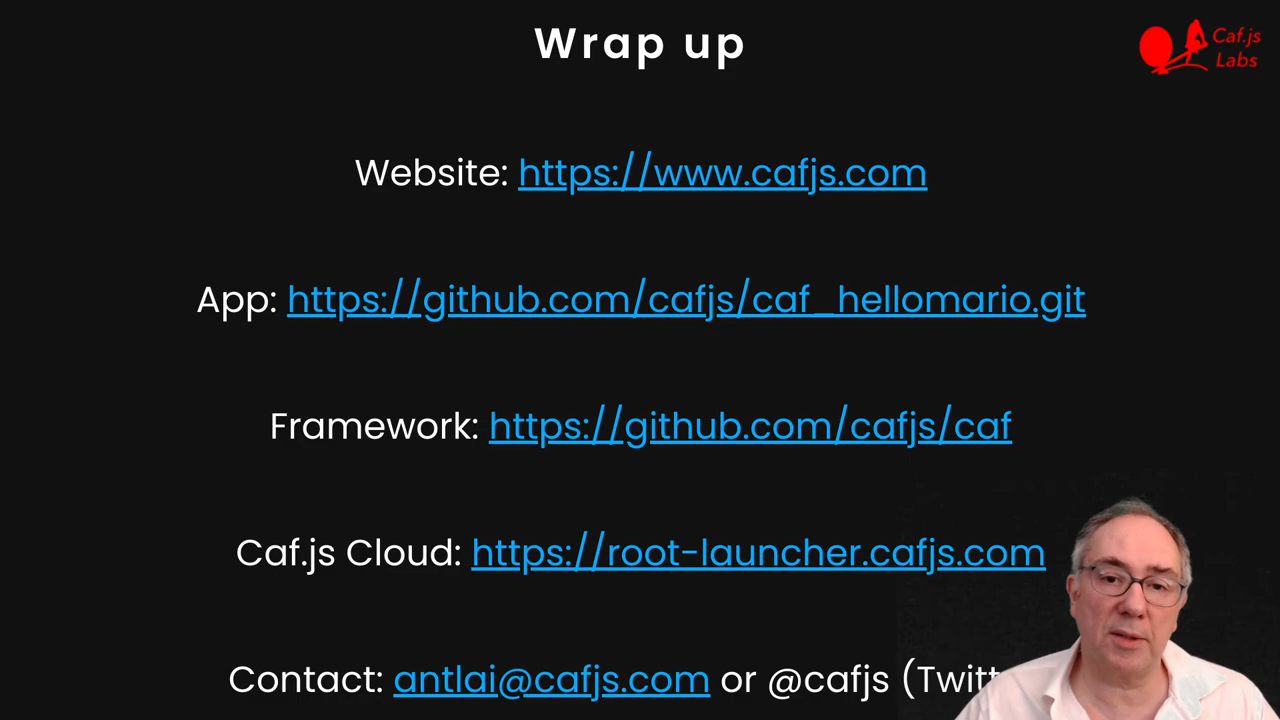 Wrap up
Caf.js
Labs
Website: https://www.cafjs.com
App: https://github.com/cafjs/caf_hellomario.git
Framework: https://github.com/cafjs/caf
Caf.js Cloud: https://root-launcher.cafjs.com
Contact: antlai@cafjs.com or @cafjs